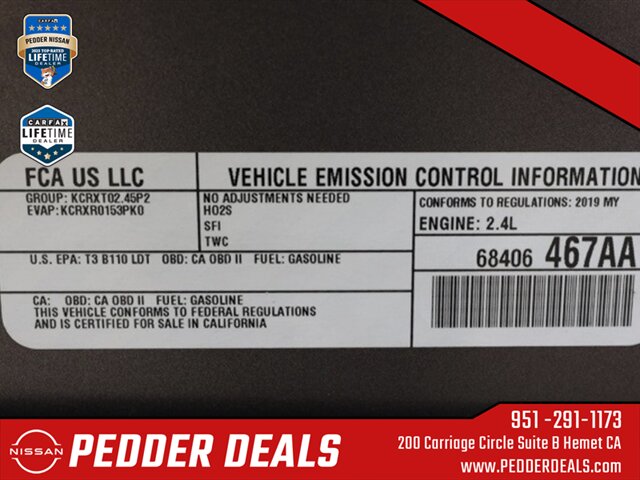 CARFAX
PEDDER NISSAN
2023 TOP-RATED
LIFETIME
DEALER
CARFAX
LIFETIME
DEALER
FCA US LLC
VEHICLE EMISSION CONTROL INFORMATION
GROUP: KCRXT02.45P2
EVAP: KCRXR0153PK0
NO ADJUSTMENTS NEEDED
HO2S
SFI
TWC
CONFORMS TO REGULATIONS: 2019 MY
ENGINE: 2.4L
68406 467AA
U.S. EPA: T3 B110 LDT OBD: CA OBD II FUEL: GASOLINE
CA: OBD: CA OBD II FUEL: GASOLINE
THIS VEHICLE CONFORMS TO FEDERAL REGULATIONS
AND IS CERTIFIED FOR SALE IN CALIFORNIA
NISSAN
PEDDER DEALS
951 -291-1173
200 Carriage Circle Suite B Hemet CA
www.PEDDERDEALS.com